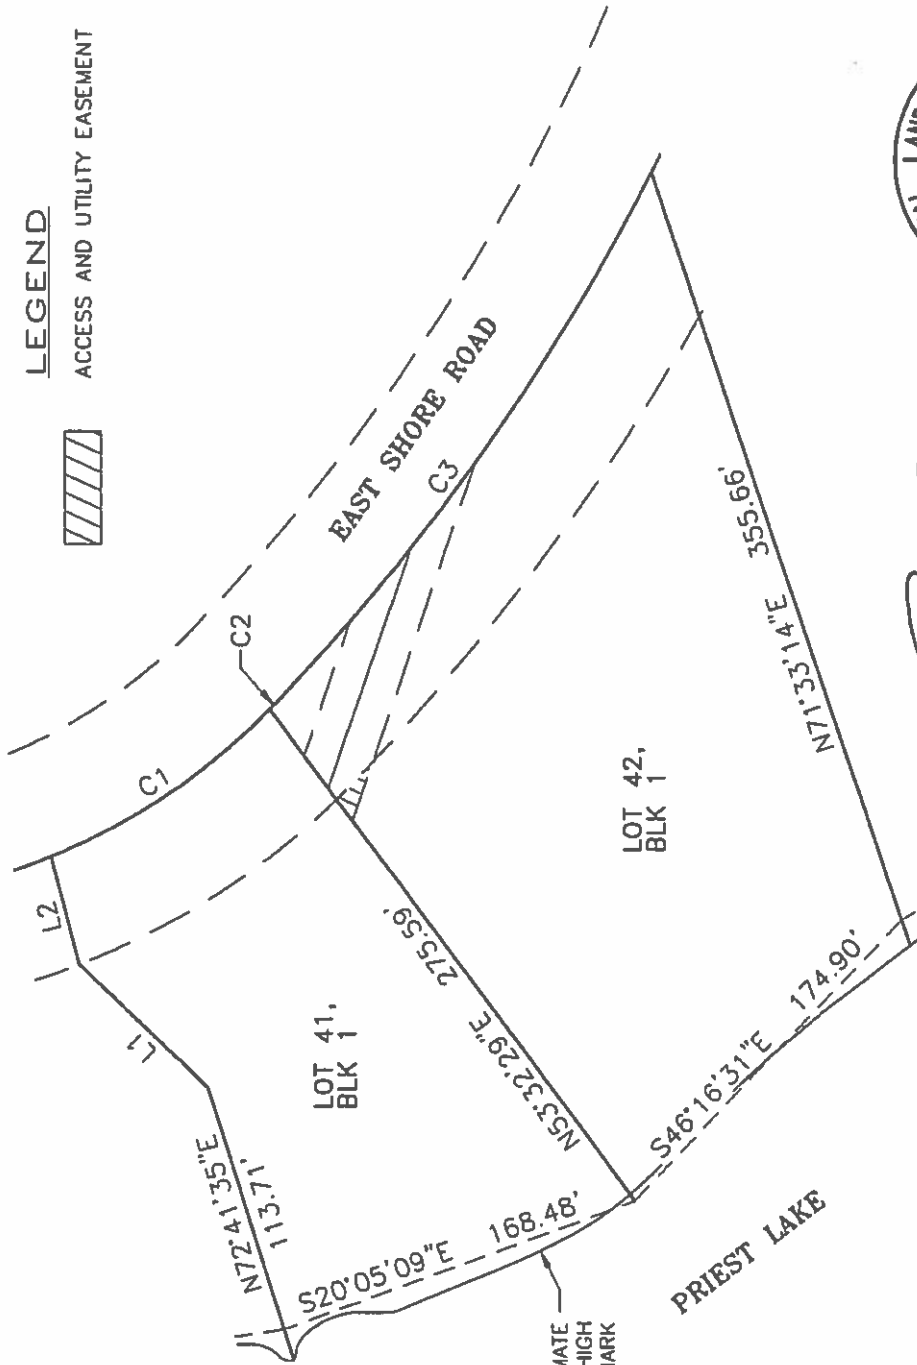 LEGEND
ACCESS AND UTILITY EASEMENT
EAST SHORE ROAD
C2
C1
C3
L2
L1
LOT 41,
BLK 1
LOT 42,
BLK 1
N72°41'35"E
113.71'
S20°05'09"E 168.48'
N53°32'29"E 275.59'
S46°16'31"E 174.90'
N71°33'14"E 355.66'
MATE
HIGH
MARK
PRIEST LAKE
LAND